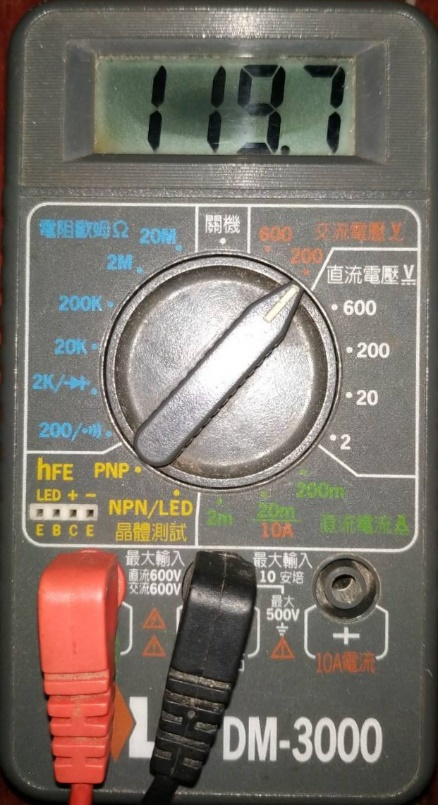 119.7
電阻歐姆Ω 20M 關機 600 交流電壓V
2M 200 直流電壓V
200K 600
20K 200
2K/ 20
200/ 2
hFE PNP 200m
LED + − NPN/LED 2m 20m 直流電流A
E B C E 晶體測試 10A
最大輸入 最大輸入
直流600V 10 安培
交流600V 最大
500V
+
10A電流
DM-3000